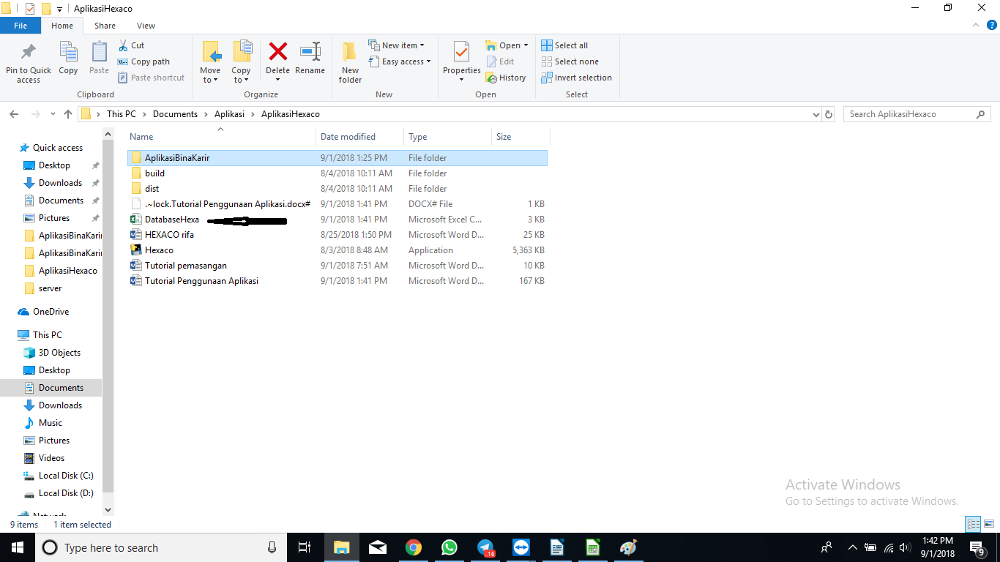 AplikasiHexaco
File Home Share View
Pin to Quick access
Copy
Paste
Cut
Copy path
Paste shortcut
Clipboard
Move to
Copy to
Delete
Rename
Organize
New folder
New item
Easy access
New
Properties
Open
Edit
History
Open
Select all
Select none
Invert selection
Select
This PC > Documents > Aplikasi > AplikasiHexaco
Search AplikasiHexaco
Quick access
Desktop
Downloads
Documents
Pictures
AplikasiBinaKari
AplikasiBinaKari
AplikasiHexaco
server
OneDrive
This PC
3D Objects
Desktop
Documents
Downloads
Music
Pictures
Videos
Local Disk (C:)
Local Disk (D:)
Network
Name Date modified Type Size
AplikasiBinaKarir 9/1/2018 1:25 PM File folder
build 8/4/2018 10:11 AM File folder
dist 8/4/2018 10:11 AM File folder
.~lock.Tutorial Penggunaan Aplikasi.docx# 9/1/2018 1:41 PM DOCX# File 1 KB
DatabaseHexa 9/1/2018 1:41 PM Microsoft Excel C... 3 KB
HEXACO rifa 8/25/2018 1:50 PM Microsoft Word D... 25 KB
Hexaco 8/3/2018 8:48 AM Application 5,363 KB
Tutorial pemasangan 9/1/2018 7:51 AM Microsoft Word D... 10 KB
Tutorial Penggunaan Aplikasi 9/1/2018 1:41 PM Microsoft Word D... 167 KB
Activate Windows
Go to Settings to activate Windows.
9 items 1 item selected
Type here to search
16
1:42 PM
9/1/2018
9